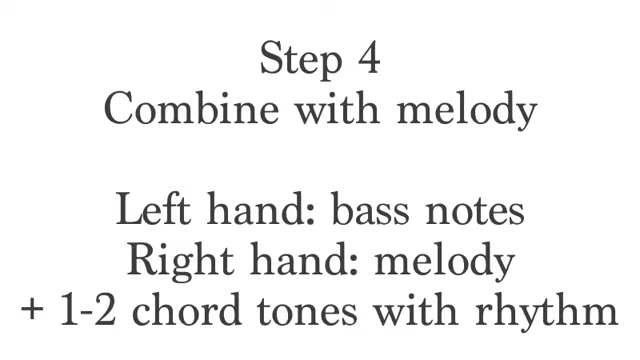 Step 4
Combine with melody
Left hand: bass notes
Right hand: melody
+ 1-2 chord tones with rhythm